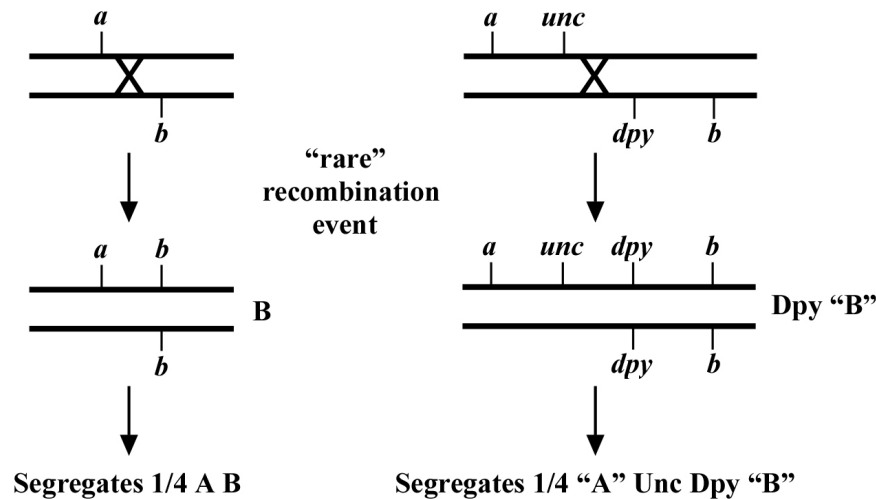 a
a unc
b
dpy b
“rare”
recombination
event
a b
a unc dpy b
B
Dpy “B”
b
dpy b
Segregates 1/4 A B
Segregates 1/4 “A” Unc Dpy “B”